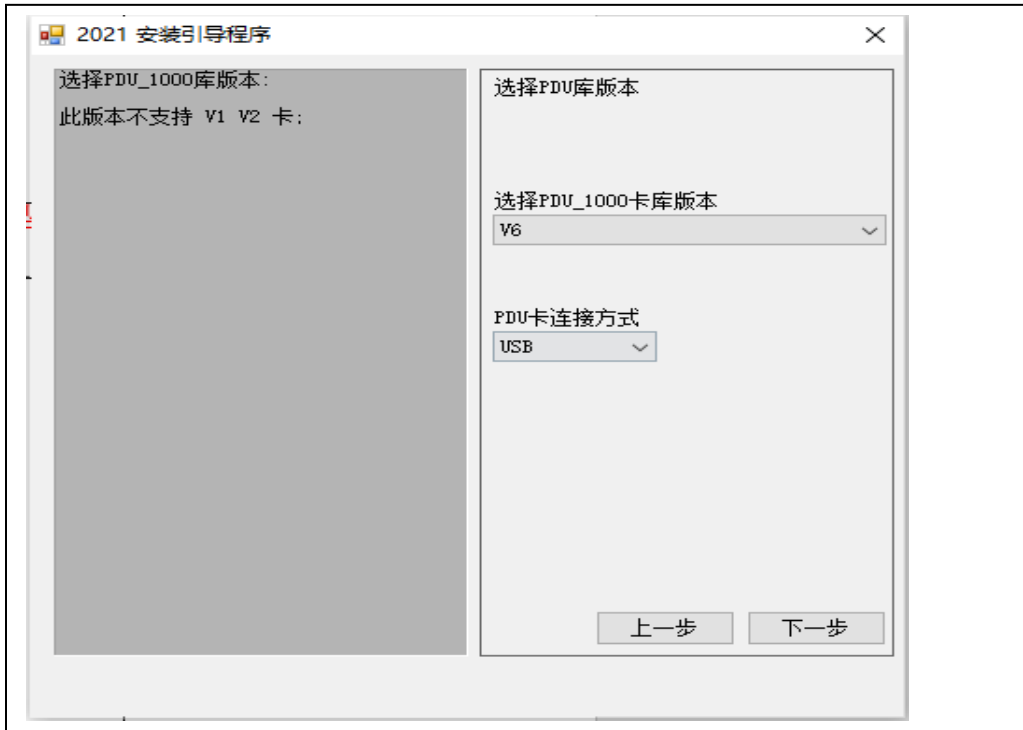 2021 安装引导程序
选择PDU_1000库版本:
此版本不支持 V1 V2 卡;
选择PDU库版本
选择PDU_1000卡库版本
V6
PDU卡连接方式
USB
上一步
下一步